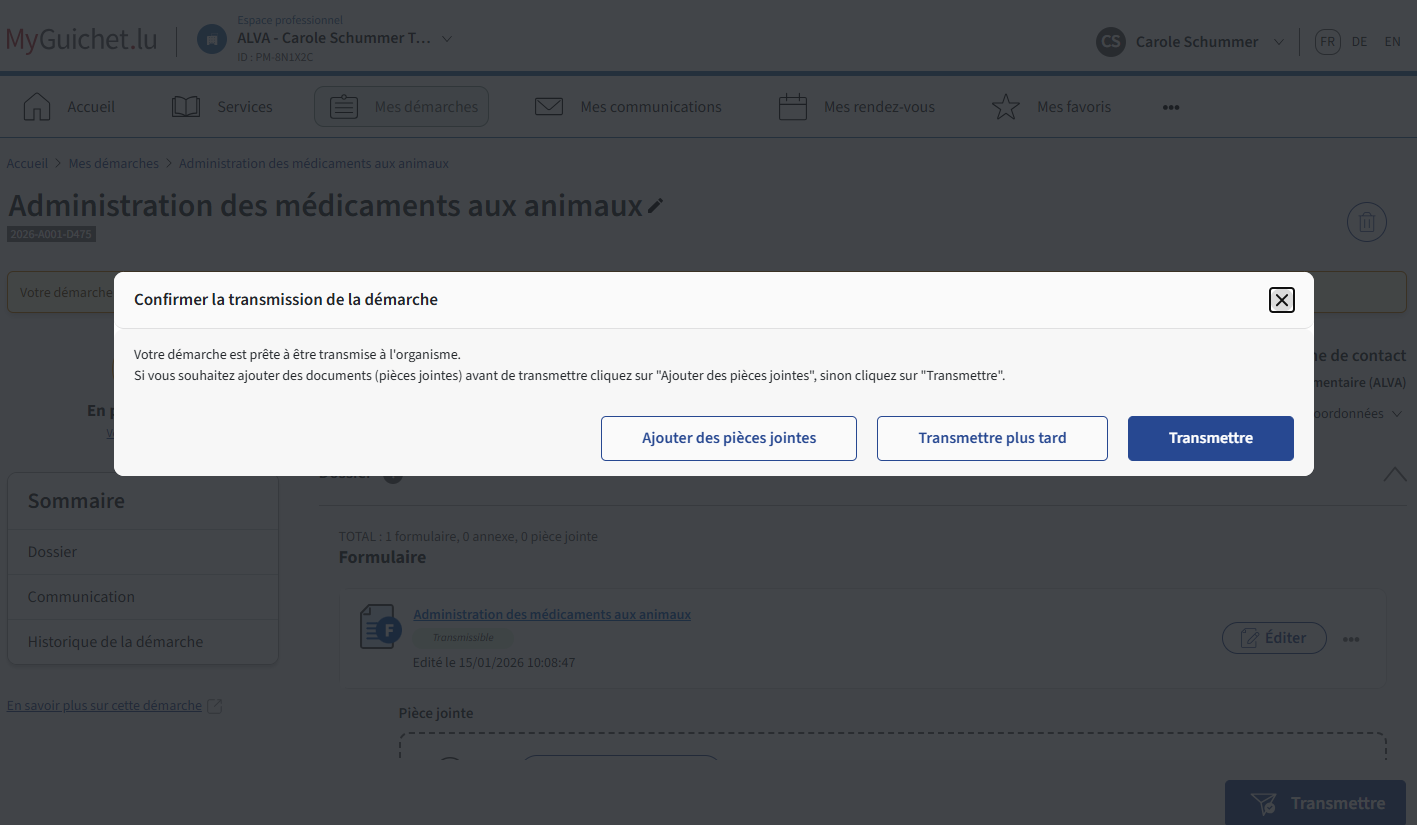 MyGuichet.lu
Espace professionnel
ALVA - Carole Schummer T...
ID : PM-8N1X2C
CS
Carole Schummer
FR DE EN
Accueil
Services
Mes démarches
Mes communications
Mes rendez-vous
Mes favoris
Accueil > Mes démarches > Administration des médicaments aux animaux
Administration des médicaments aux animaux
2026-A001-D475
Votre démarche
Confirmer la transmission de la démarche
Votre démarche est prête à être transmise à l'organisme.
Si vous souhaitez ajouter des documents (pièces jointes) avant de transmettre cliquez sur "Ajouter des pièces jointes", sinon cliquez sur "Transmettre".
Ajouter des pièces jointes
Transmettre plus tard
Transmettre
de contact
(ALVA)
En
Sommaire
Dossier
Communication
Historique de la démarche
En savoir plus sur cette démarche
TOTAL : 1 formulaire, 0 annexe, 0 pièce jointe
Formulaire
F
Administration des médicaments aux animaux
Transmissible
Edité le 15/01/2026 10:08:47
Éditer
Pièce jointe
Transmettre